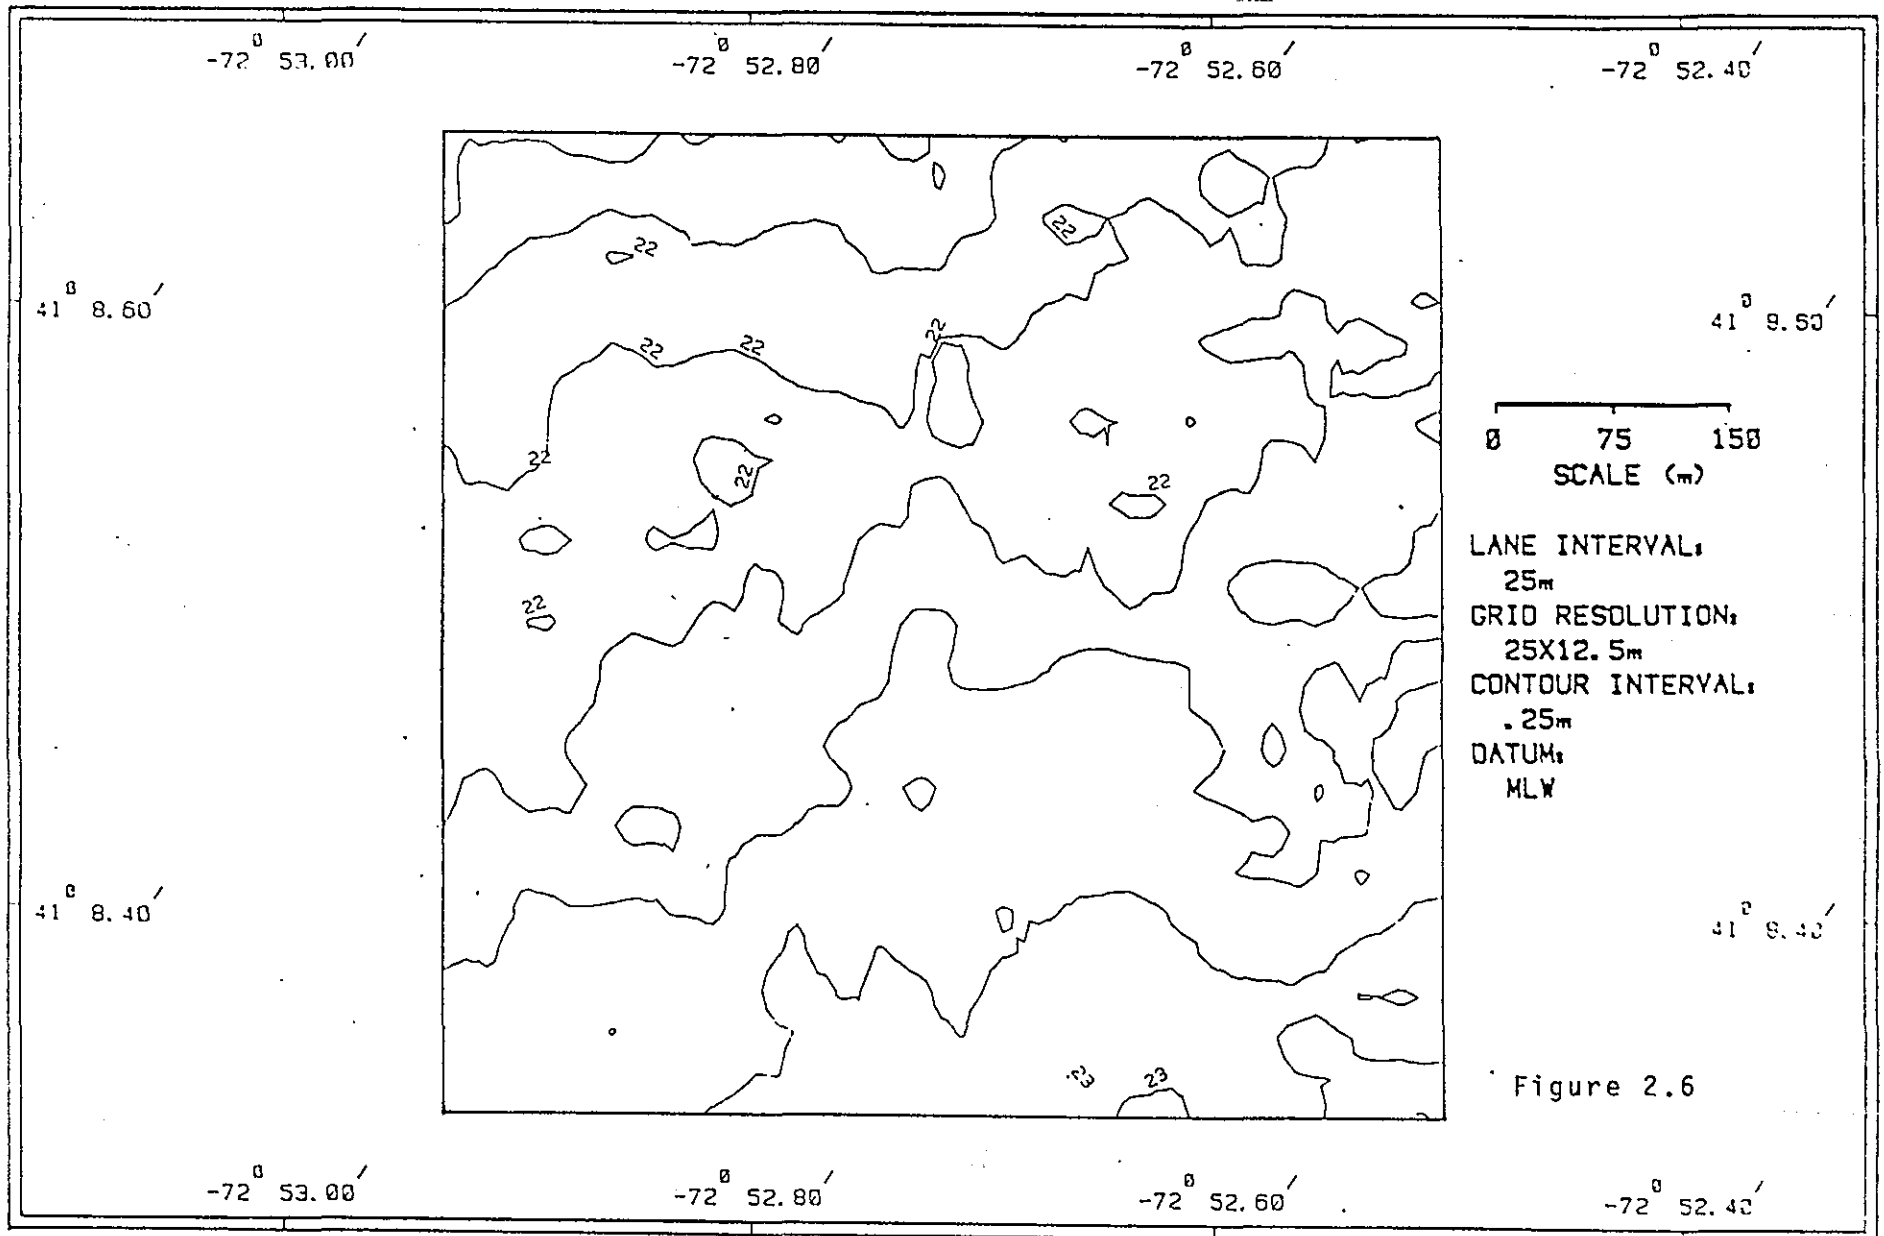 -72° 53.00′ -72° 52.80′ -72° 52.60′ -72° 52.40′
22
22
41° 8.60′
41° 8.60′
22
22 22
0 75 150
SCALE (m)
22
22
22
LANE INTERVAL:
25m
22
GRID RESOLUTION:
25X12.5m
CONTOUR INTERVAL:
.25m
DATUM:
MLW
41° 8.40′
41° 8.40′
23 23
Figure 2.6
-72° 53.00′ -72° 52.80′ -72° 52.60′ -72° 52.40′